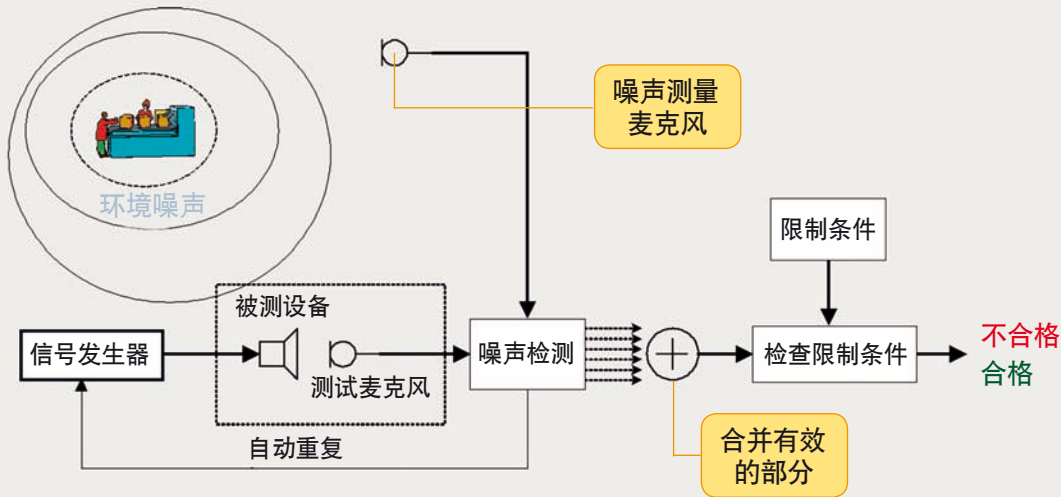 噪声测量
麦克风
环境噪声
限制条件
被测设备
信号发生器
测试麦克风
噪声检测
检查限制条件
不合格
合格
自动重复
合并有效
的部分